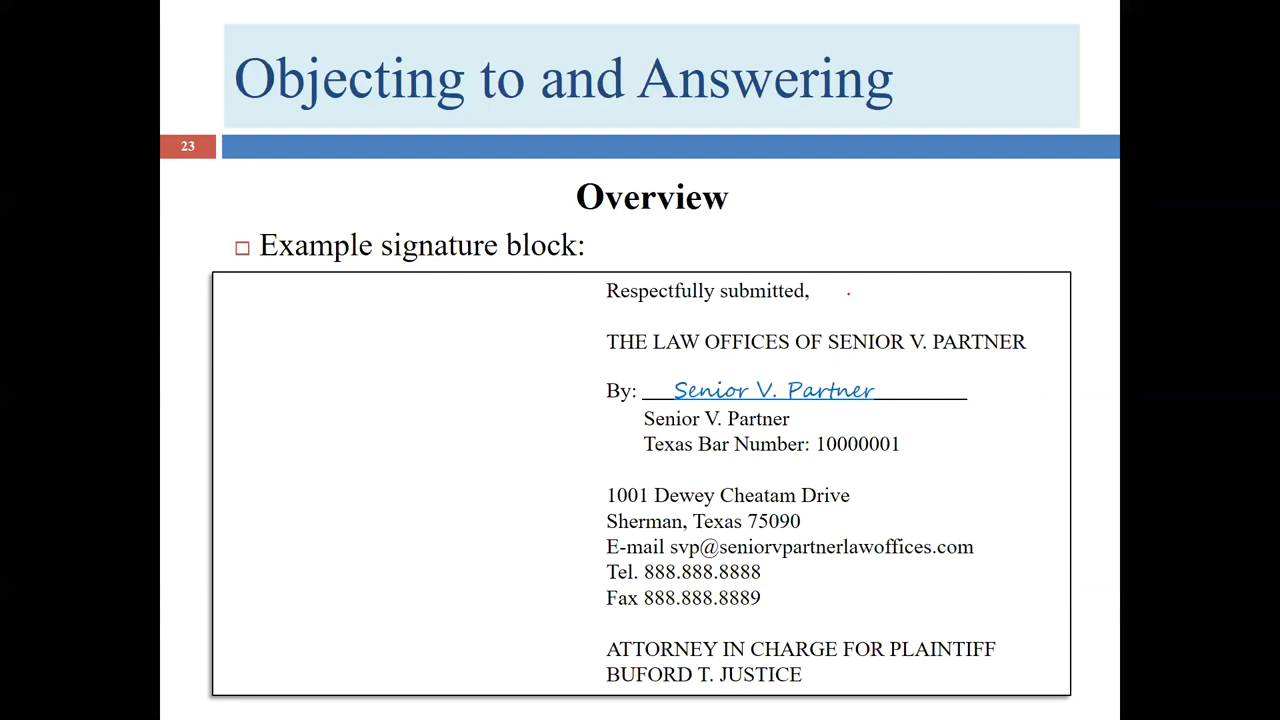 Objecting to and Answering
23
Overview
Example signature block:
Respectfully submitted,
THE LAW OFFICES OF SENIOR V. PARTNER
By: Senior V. Partner
Senior V. Partner
Texas Bar Number: 10000001
1001 Dewey Cheatam Drive
Sherman, Texas 75090
E-mail svp@seniorvpartnerlawoffices.com
Tel. 888.888.8888
Fax 888.888.8889
ATTORNEY IN CHARGE FOR PLAINTIFF
BUFORD T. JUSTICE